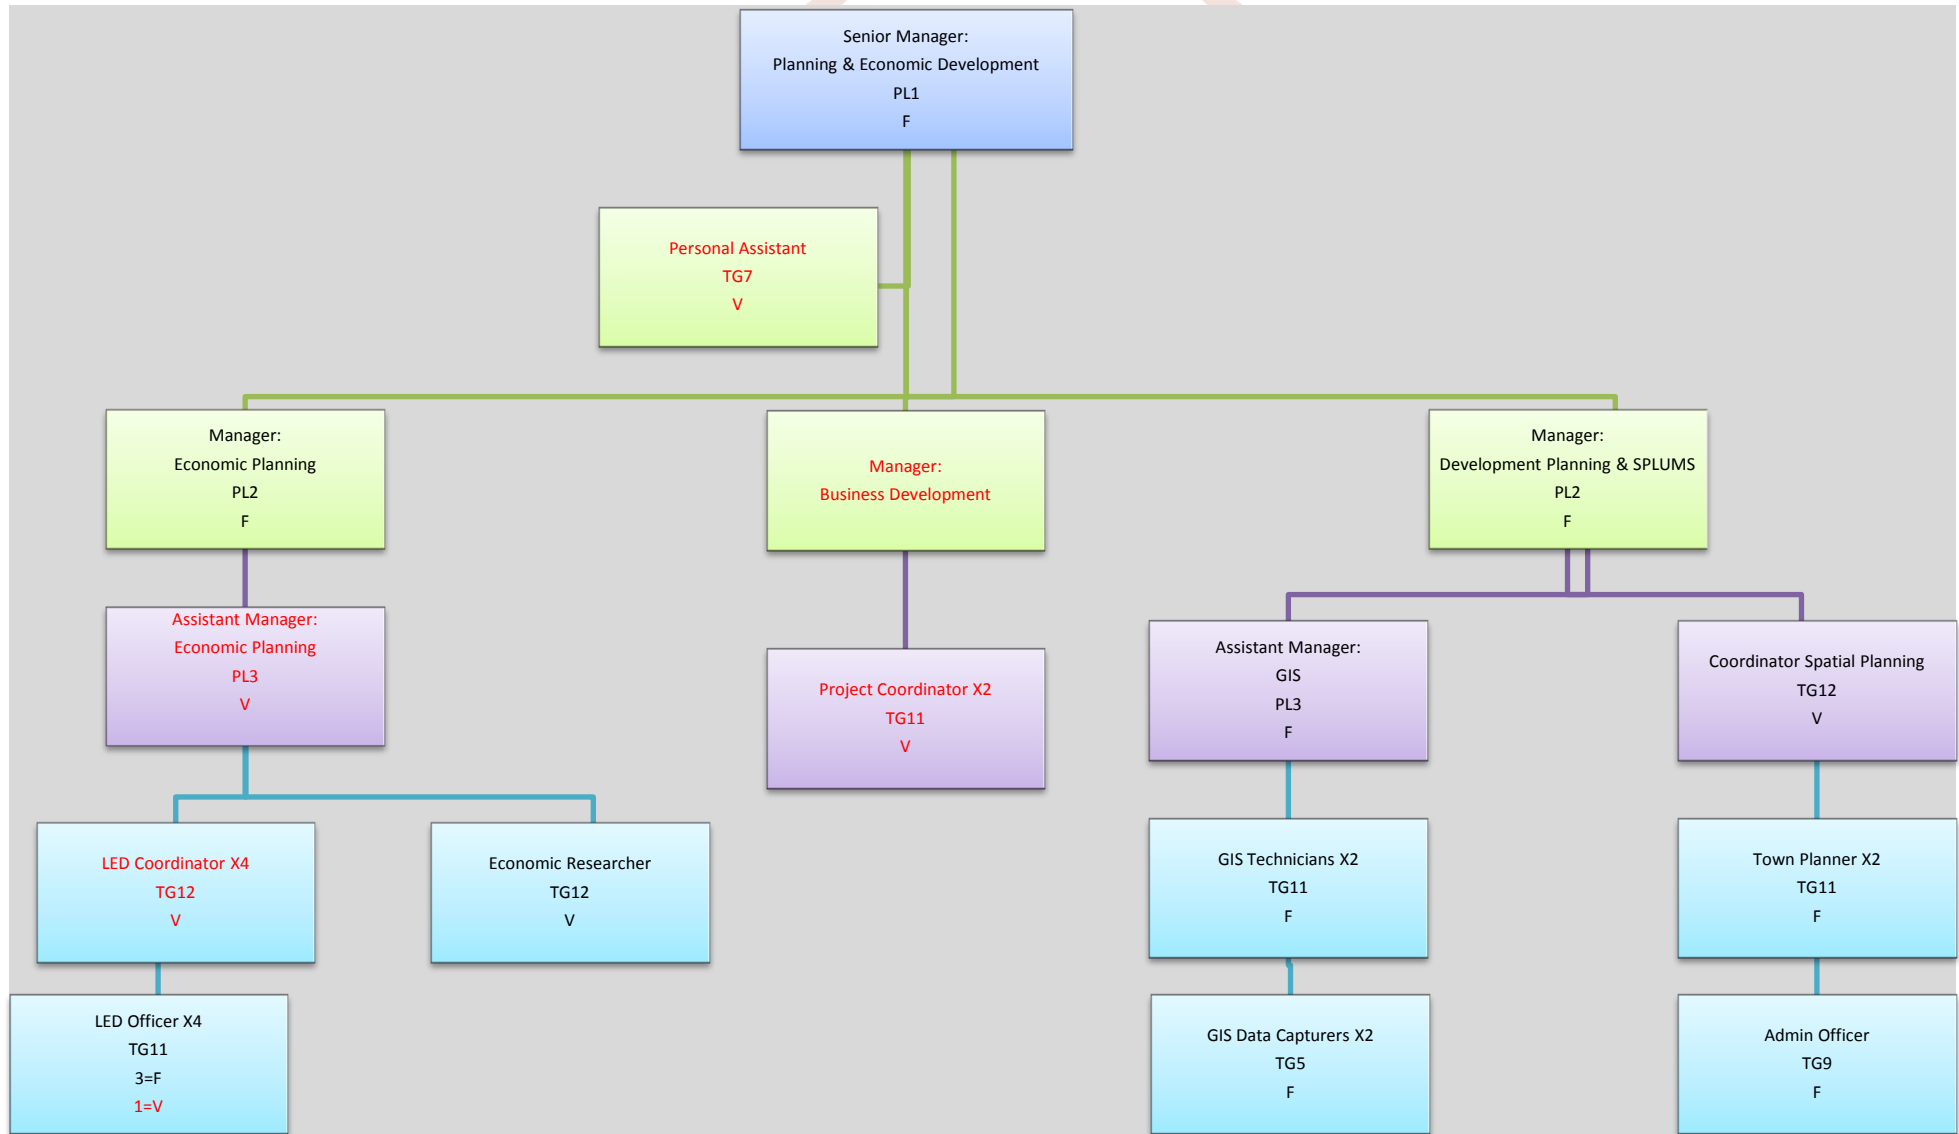 Senior Manager:
Planning & Economic Development
PL1
F
Personal Assistant
TG7
V
Manager:
Economic Planning
PL2
F
Manager:
Business Development
Manager:
Development Planning & SPLUMS
PL2
F
Assistant Manager:
Economic Planning
PL3
V
Project Coordinator X2
TG11
V
Assistant Manager:
GIS
PL3
F
Coordinator Spatial Planning
TG12
V
LED Coordinator X4
TG12
V
Economic Researcher
TG12
V
GIS Technicians X2
TG11
F
Town Planner X2
TG11
F
LED Officer X4
TG11
3=F
1=V
GIS Data Capturers X2
TG5
F
Admin Officer
TG9
F